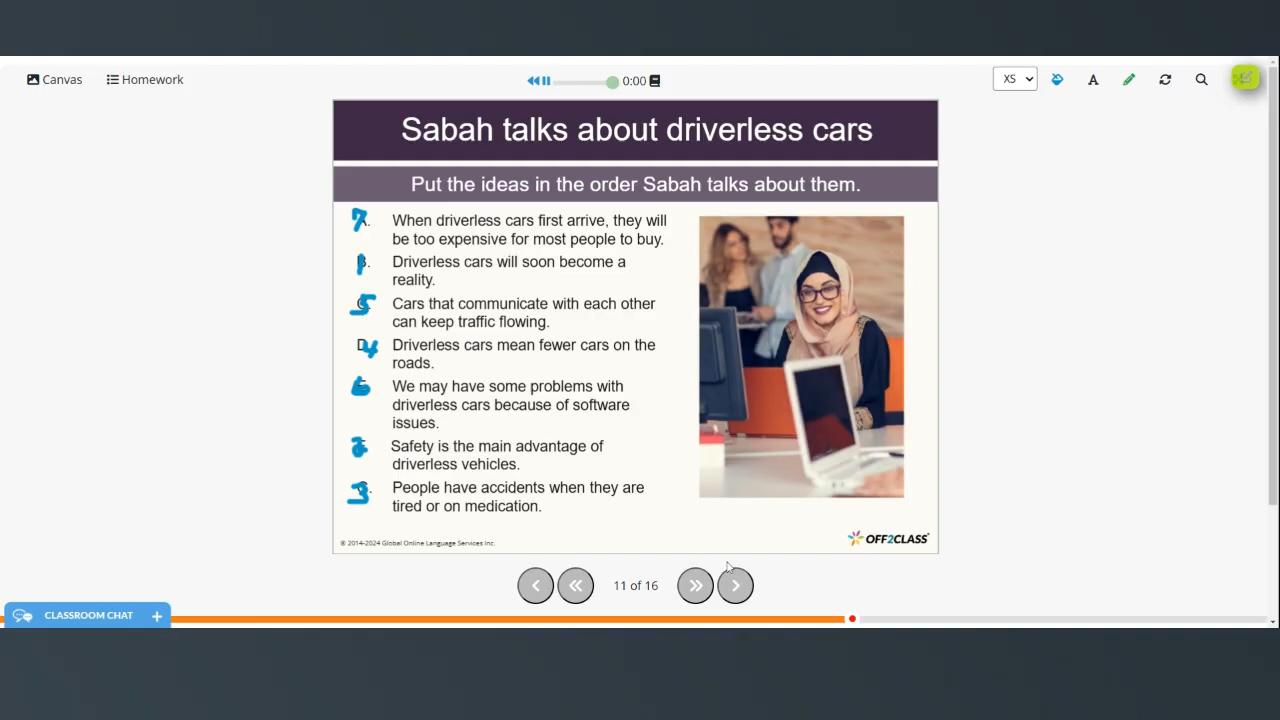 Canvas
Homework
0:00
XS
A
Sabah talks about driverless cars
Put the ideas in the order Sabah talks about them.
7 When driverless cars first arrive, they will
be too expensive for most people to buy.
1 Driverless cars will soon become a
reality.
5 Cars that communicate with each other
can keep traffic flowing.
D. 4 Driverless cars mean fewer cars on the
roads.
6 We may have some problems with
driverless cars because of software
issues.
Safety is the main advantage of
driverless vehicles.
3 People have accidents when they are
tired or on medication.
© 2014-2024 Global Online Language Services Inc.
OFF2CLASS
11 of 16
CLASSROOM CHAT +